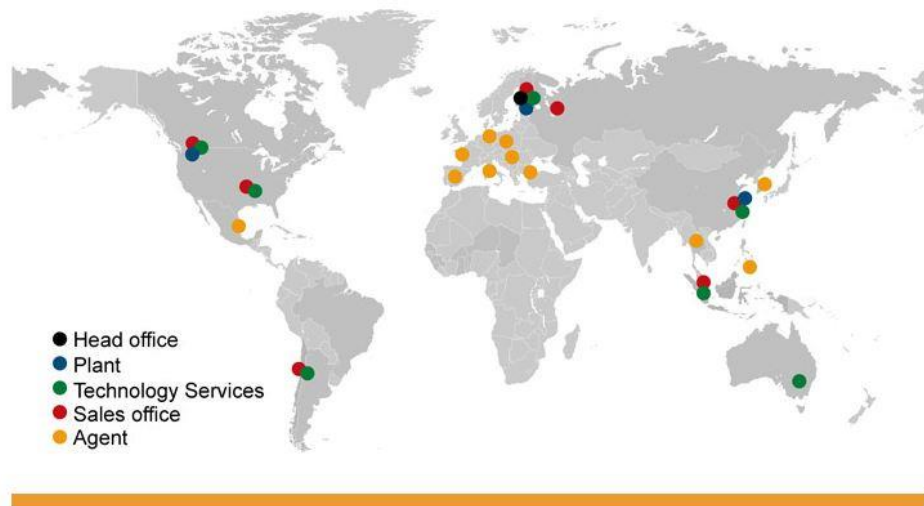 Head office
Plant
Technology Services
Sales office
Agent